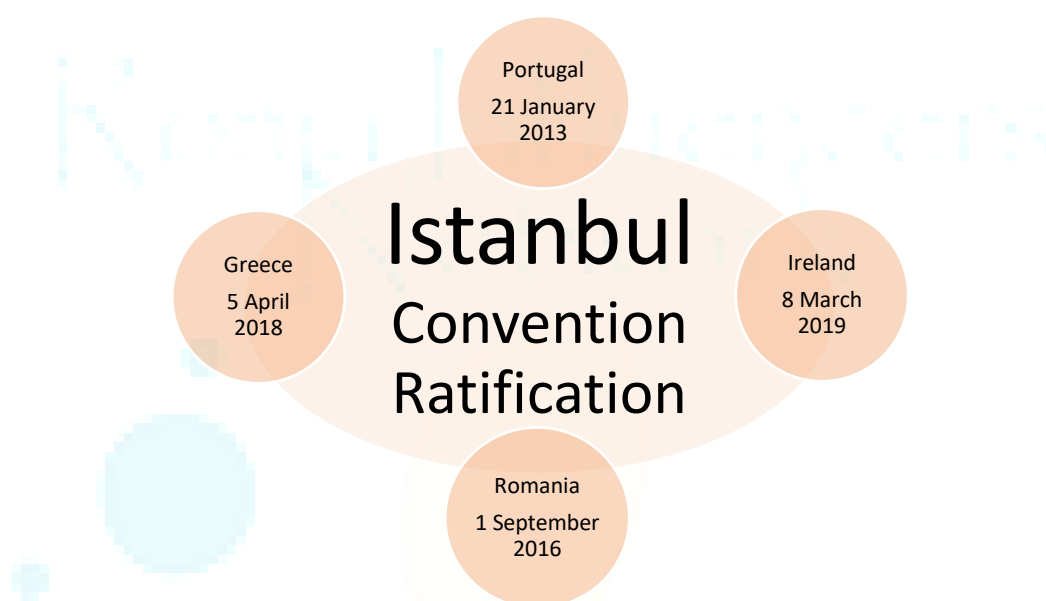 Portugal
21 January
2013
Istanbul
Convention
Ratification
Greece
5 April
2018
Ireland
8 March
2019
Romania
1 September
2016